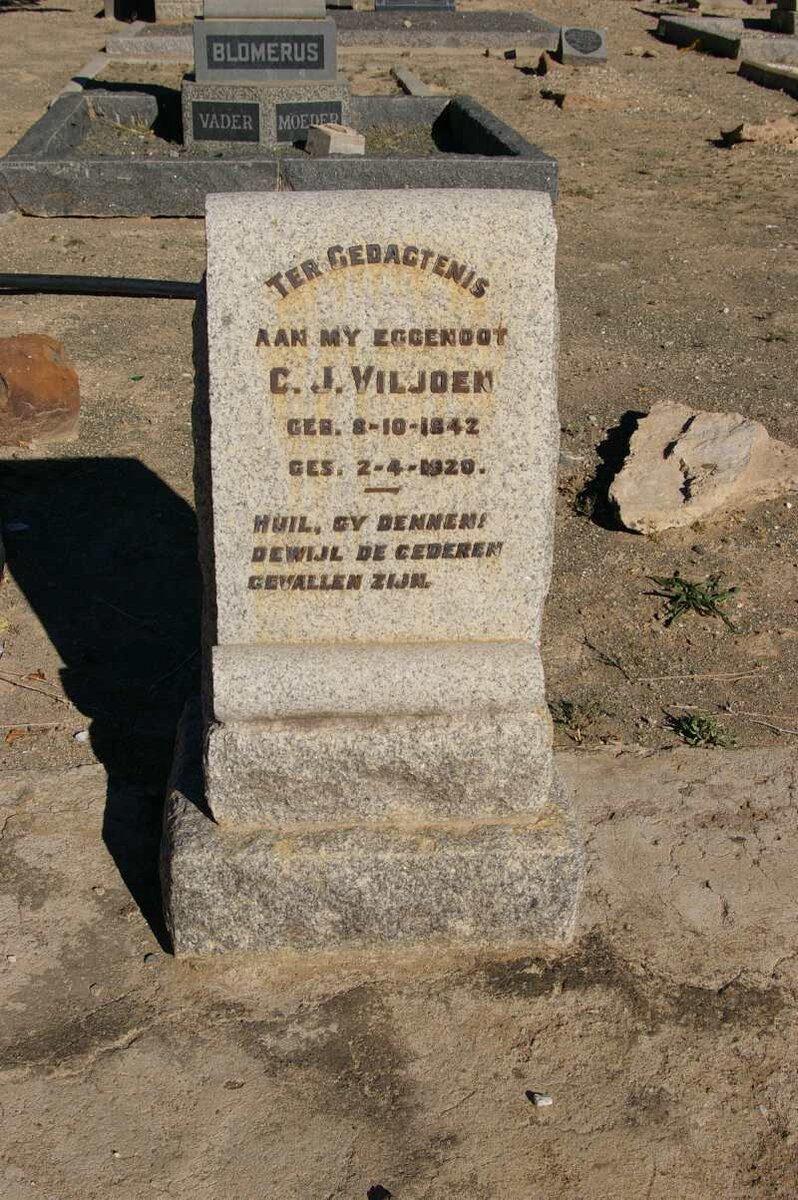 BLOMERUS
VADER
MOEDER
TER GEDACTENIS
AAN MY EGGENOOT
C. J. VILJOEN
GEB. 8-10-1842
GES. 2-4-1920.
HUIL, GY DENNEN!
DEWIJL DE CEDEREN
GEVALLEN ZIJN.